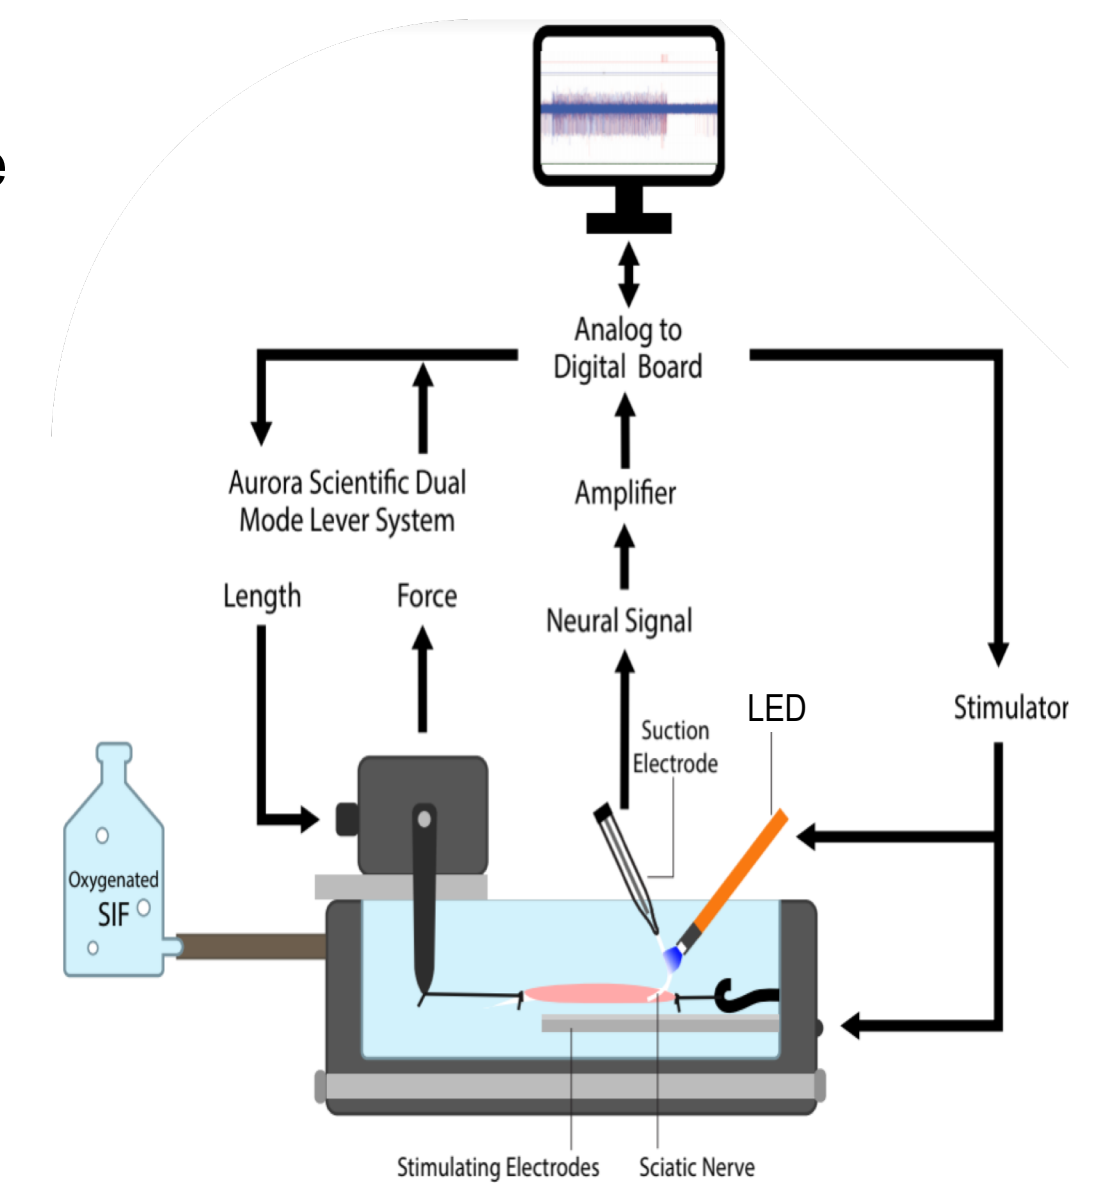 e
Analog to
Digital Board
Aurora Scientific Dual
Mode Lever System
Amplifier
Length
Force
Neural Signal
LED
Stimulator
Suction
Electrode
Oxygenated
SIF
Stimulating Electrodes
Sciatic Nerve